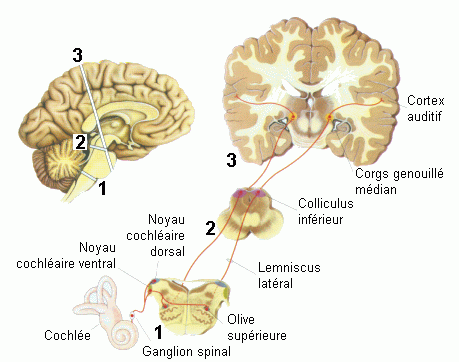 3
2
1
Cortex
auditif
3
Corgs genouillé
médian
Colliculus
inférieur
2
Noyau
cochléaire
dorsal
Noyau
cochléaire ventral
Lemniscus
latéral
Cochlée
1
Olive
supérieure
Ganglion spinal